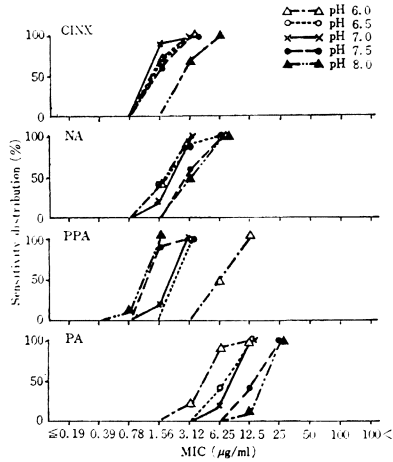 CINX
100
50
0
pH 6.0
pH 6.5
pH 7.0
pH 7.5
pH 8.0
NA
100
50
0
PPA
100
50
0
PA
100
50
0
Sensitivity distribution (%)
≦0.19 0.39 0.78 1.56 3.12 6.25 12.5 25 50 100 100<
MIC (μg/ml)